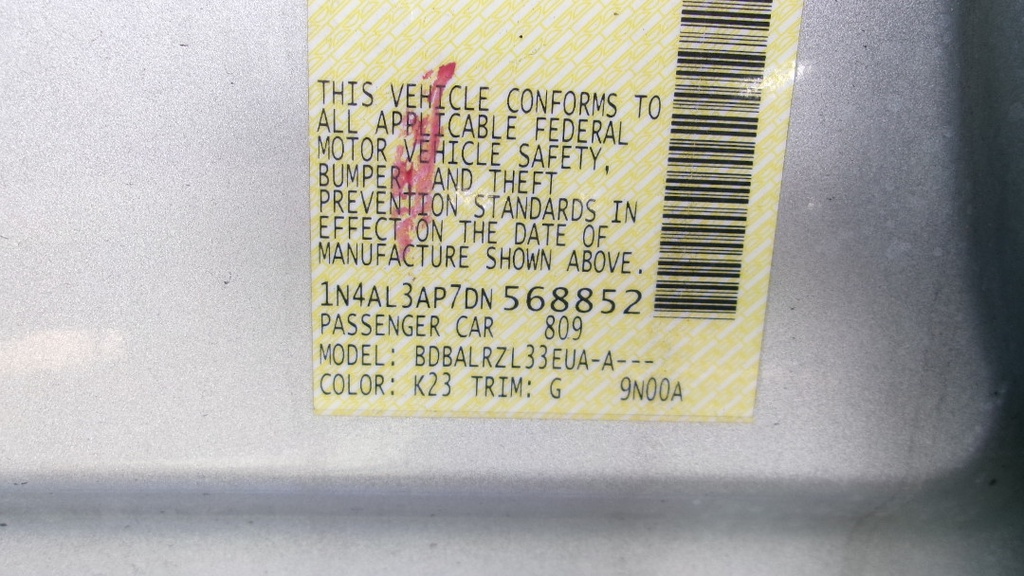 THIS VEHICLE CONFORMS TO
ALL APPLICABLE FEDERAL
MOTOR VEHICLE SAFETY,
BUMPER, AND THEFT
PREVENTION STANDARDS IN
EFFECT ON THE DATE OF
MANUFACTURE SHOWN ABOVE.
1N4AL3AP7DN568852
PASSENGER CAR 809
MODEL: BDBALRZL33EUA-A---
COLOR: K23 TRIM: G 9N00A